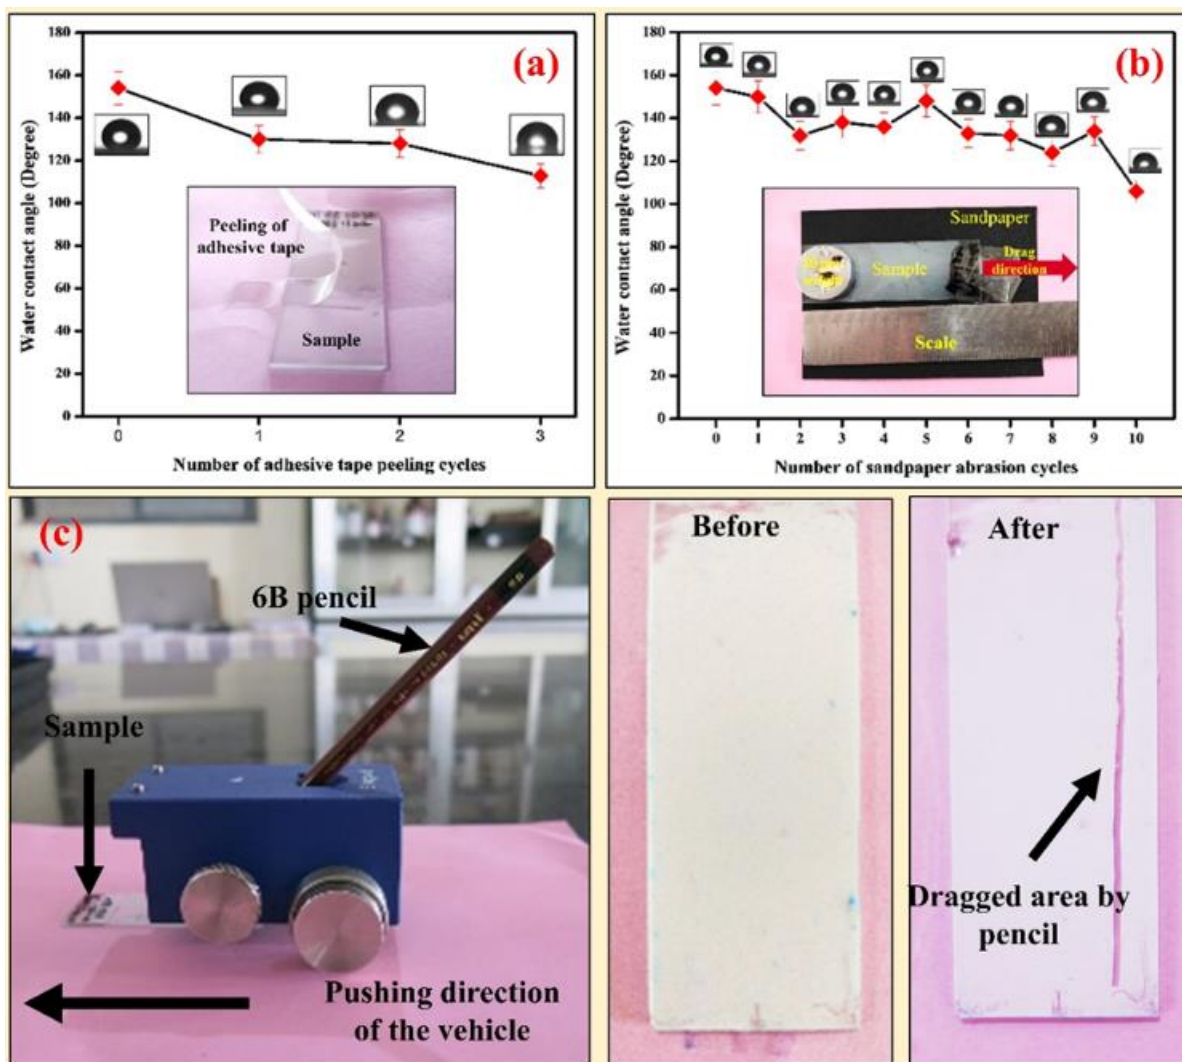 (a)
180
160
140
120
100
80
60
40
20
0
Water contact angle (Degree)
Peeling of
adhesive tape
Sample
0 1 2 3
Number of adhesive tape peeling cycles
(b)
180
160
140
120
100
80
60
40
20
0
Water contact angle (Degree)
Sandpaper
Sample
Drag
direction
Scale
0 1 2 3 4 5 6 7 8 9 10
Number of sandpaper abrasion cycles
(c)
6B pencil
Sample
Pushing direction
of the vehicle
Before
After
Dragged area by
pencil